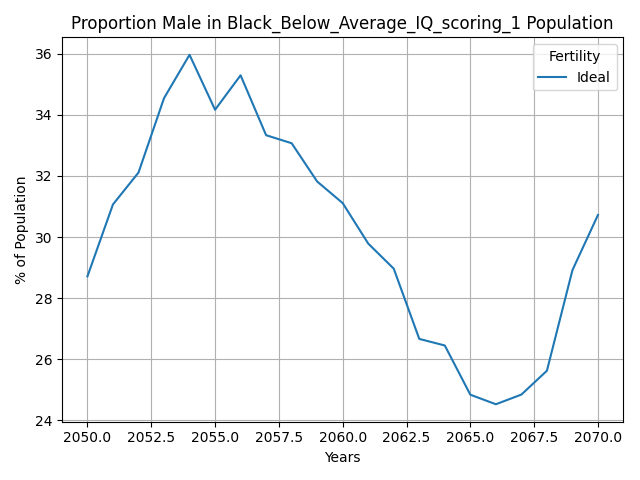 Proportion Male in Black_Below_Average_IQ_scoring_1 Population
Fertility
Ideal
% of Population
36
34
32
30
28
26
24
2050.0 2052.5 2055.0 2057.5 2060.0 2062.5 2065.0 2067.5 2070.0
Years